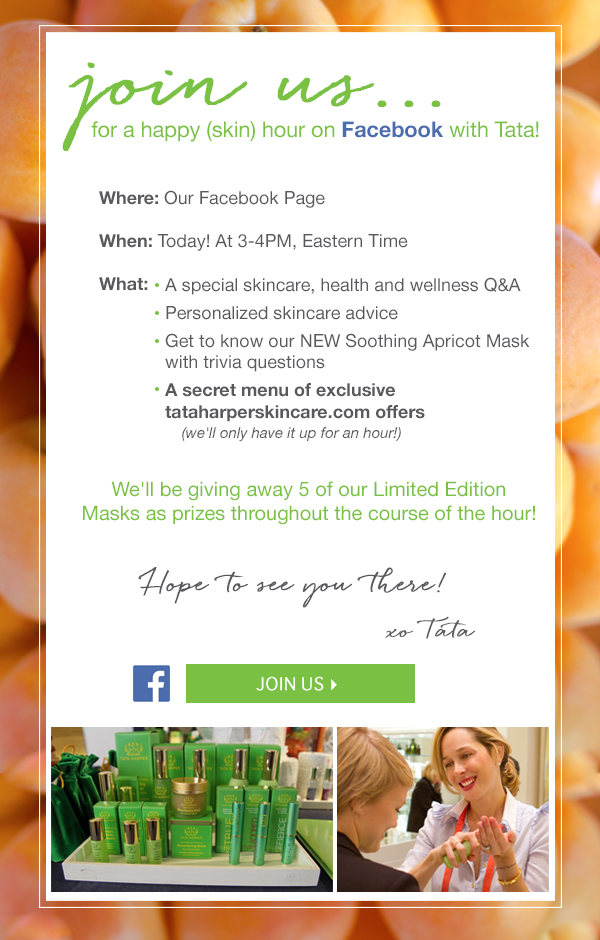 join us...
for a happy (skin) hour on Facebook with Tata!
Where: Our Facebook Page
When: Today! At 3-4PM, Eastern Time
What: • A special skincare, health and wellness Q&A
• Personalized skincare advice
• Get to know our NEW Soothing Apricot Mask
with trivia questions
• A secret menu of exclusive
tataharperskincare.com offers
(we'll only have it up for an hour!)
We'll be giving away 5 of our Limited Edition
Masks as prizes throughout the course of the hour!
Hope to see you there!
xo Tata
f
JOIN US
TATA HARPER